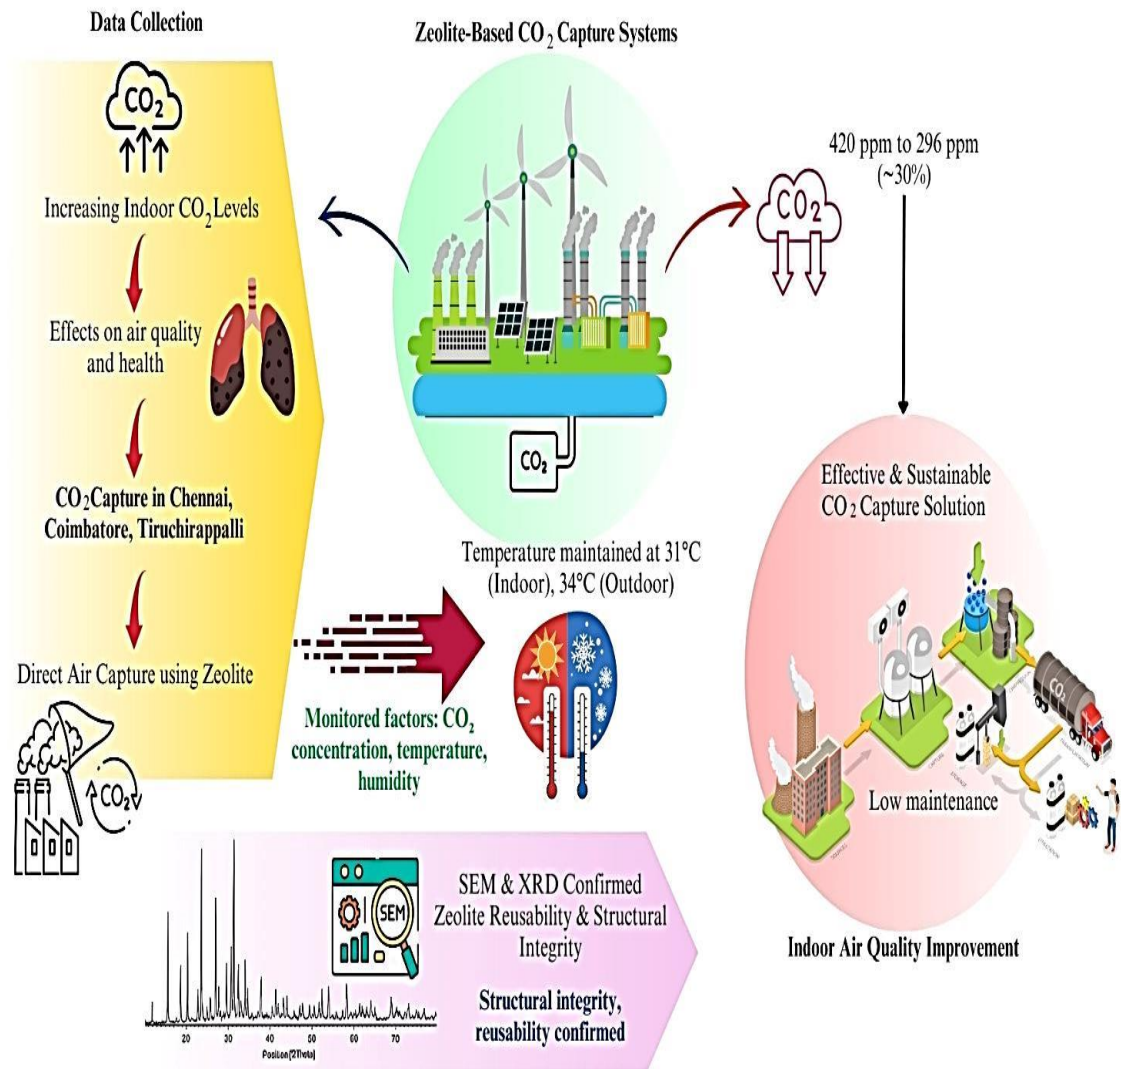 Data Collection
CO2
Increasing Indoor CO2 Levels
Effects on air quality
and health
CO2 Capture in Chennai,
Coimbatore, Tiruchirappalli
Direct Air Capture using Zeolite
CO2
Zeolite-Based CO2 Capture Systems
CO2
420 ppm to 296 ppm
(~30%)
CO2
Temperature maintained at 31°C
(Indoor), 34°C (Outdoor)
Monitored factors: CO2
concentration, temperature,
humidity
Effective & Sustainable
CO2 Capture Solution
CO2
CAPTURE
STORAGE
Low maintenance
Indoor Air Quality Improvement
SEM
SEM & XRD Confirmed
Zeolite Reusability & Structural
Integrity
Structural integrity,
reusability confirmed
20 30 40 50 60 70
Position [°2Theta]